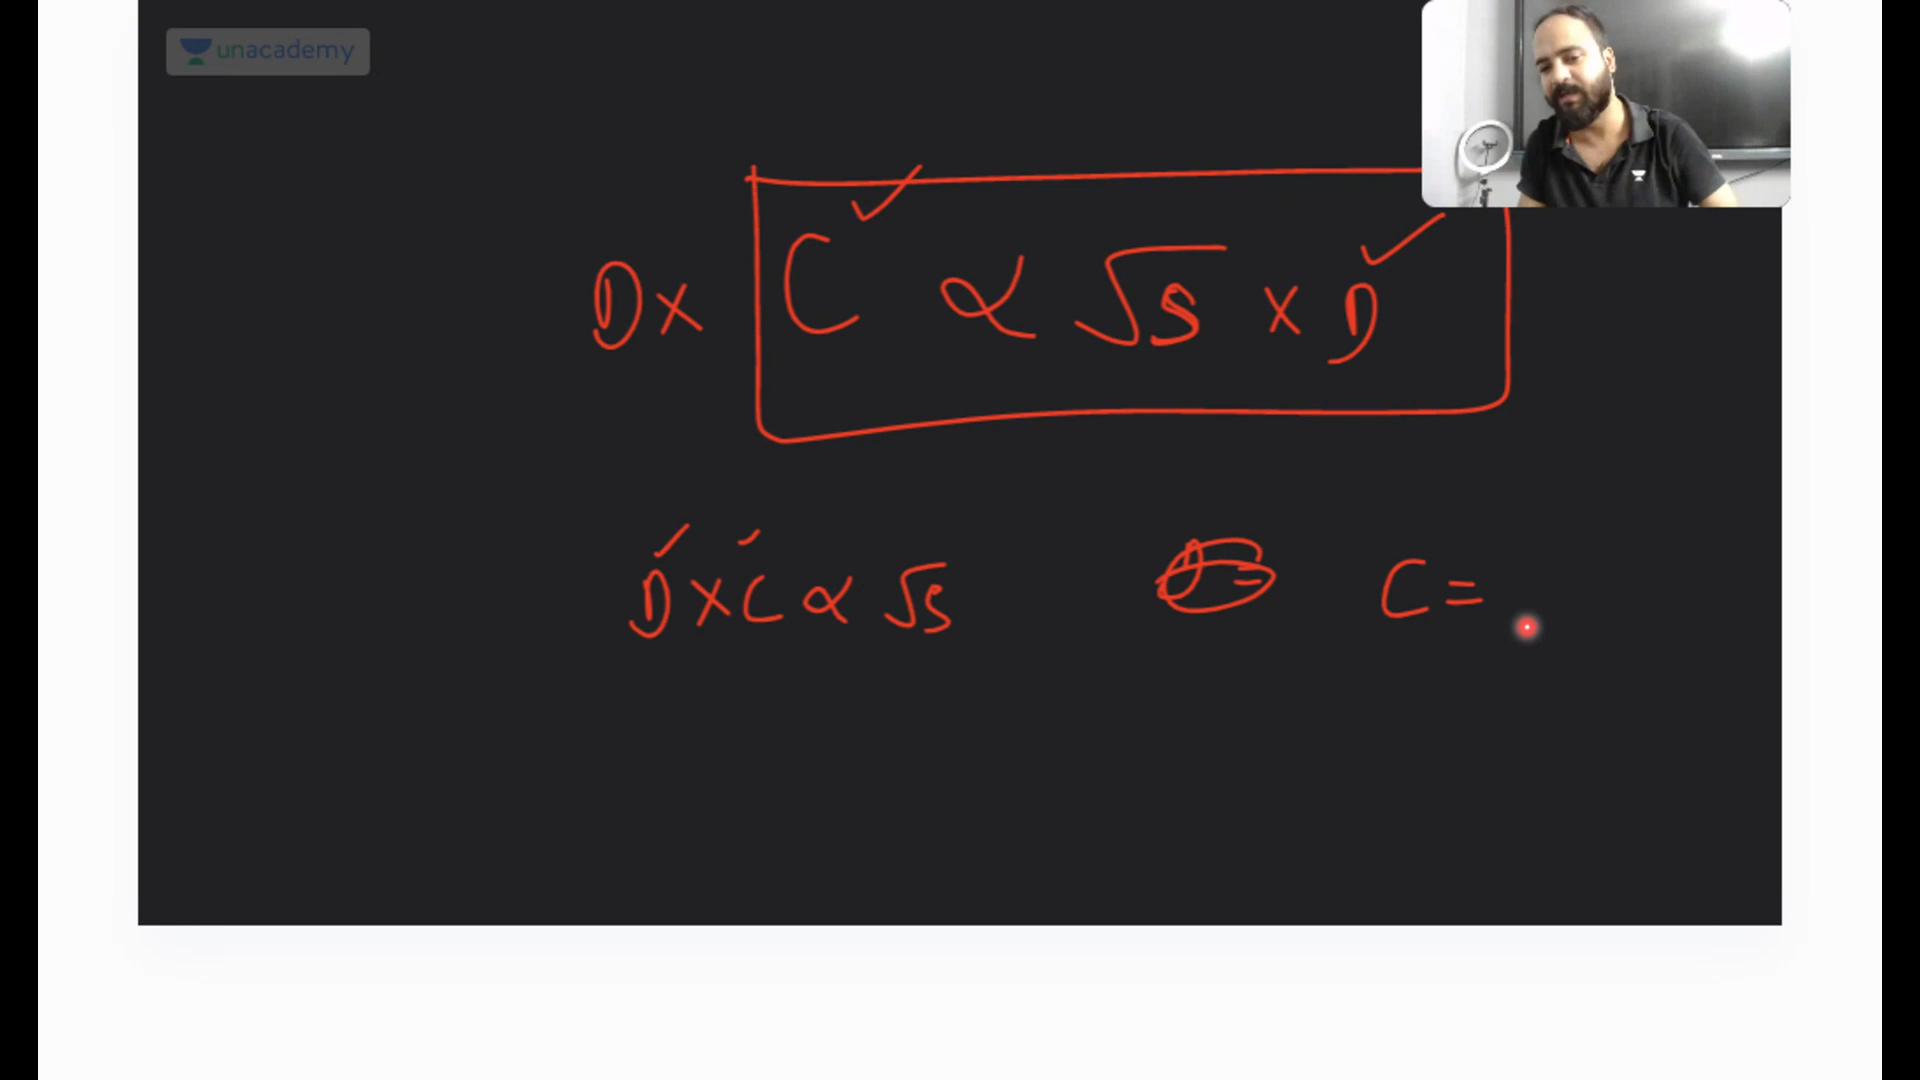 unacademy
D× C ∝ √S × D
D × C ∝ √S C =